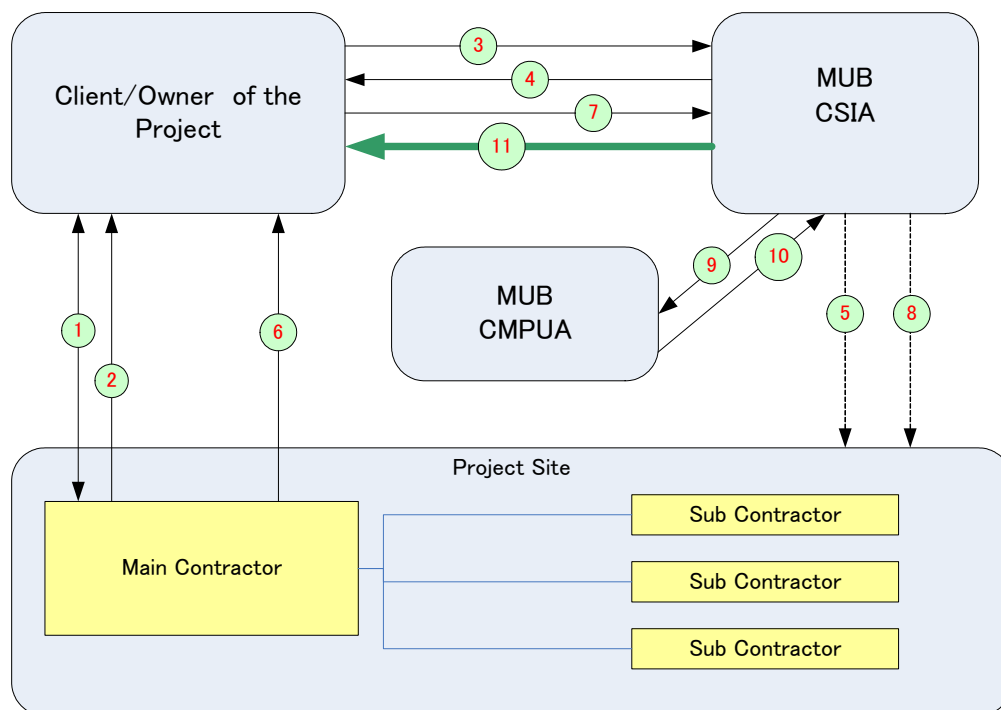 3
4
7
11
Client/Owner of the
Project
MUB
CSIA
9
10
MUB
CMPUA
1
2
6
5
8
Project Site
Main Contractor
Sub Contractor
Sub Contractor
Sub Contractor